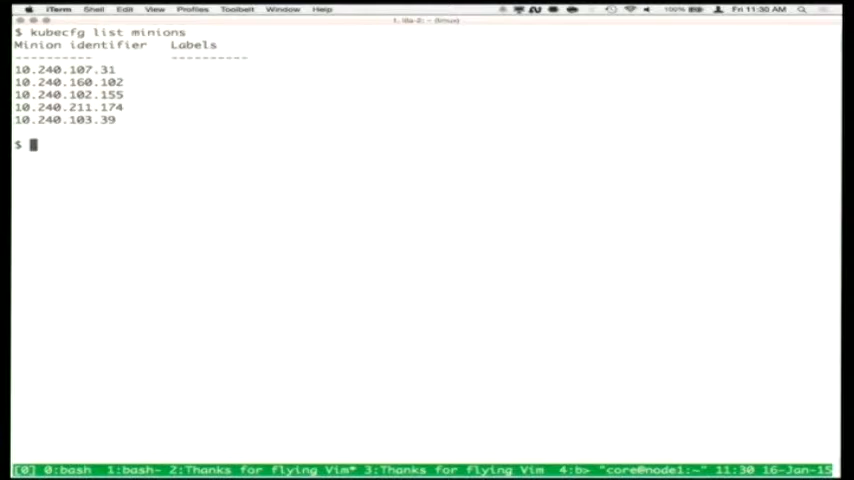 iTerm Shell Edit View Profiles Toolbelt Window Help 100% Fri 11:30 AM
$ kubecfg list minions
Minion identifier Labels
---------- ----------
10.240.107.31
10.240.160.102
10.240.102.155
10.240.211.174
10.240.103.39
$
[0] 0:bash 1:bash- 2:Thanks for flying Vim* 3:Thanks for flying Vim 4:b> "core@node1:~" 11:30 16-Jan-15